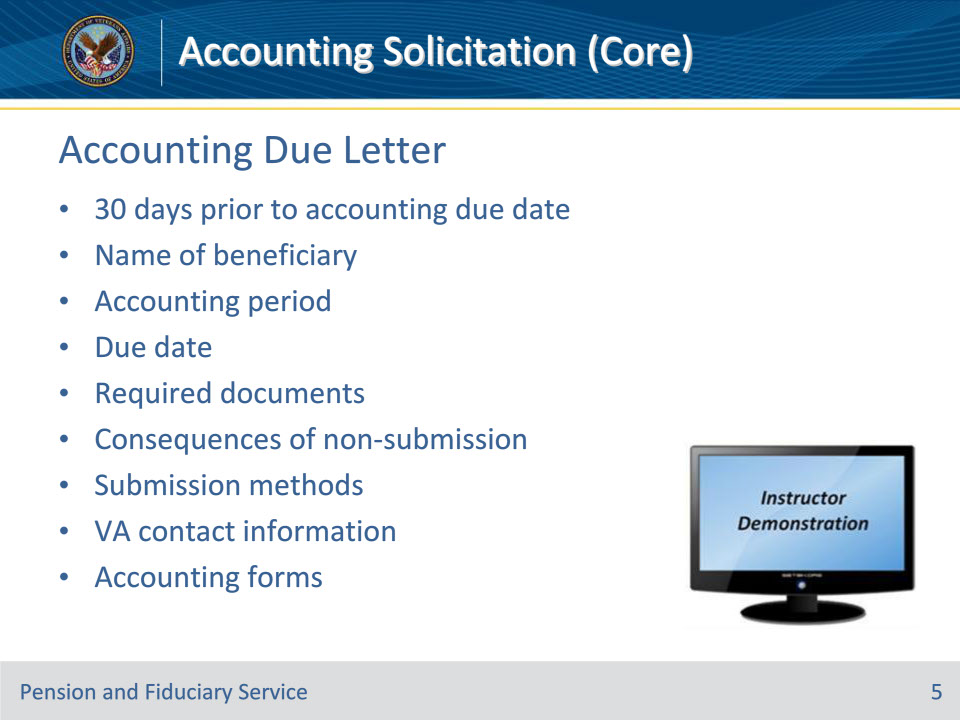 Accounting Solicitation (Core)
Accounting Due Letter
• 30 days prior to accounting due date
• Name of beneficiary
• Accounting period
• Due date
• Required documents
• Consequences of non-submission
• Submission methods
• VA contact information
• Accounting forms
Instructor
Demonstration
Pension and Fiduciary Service
5